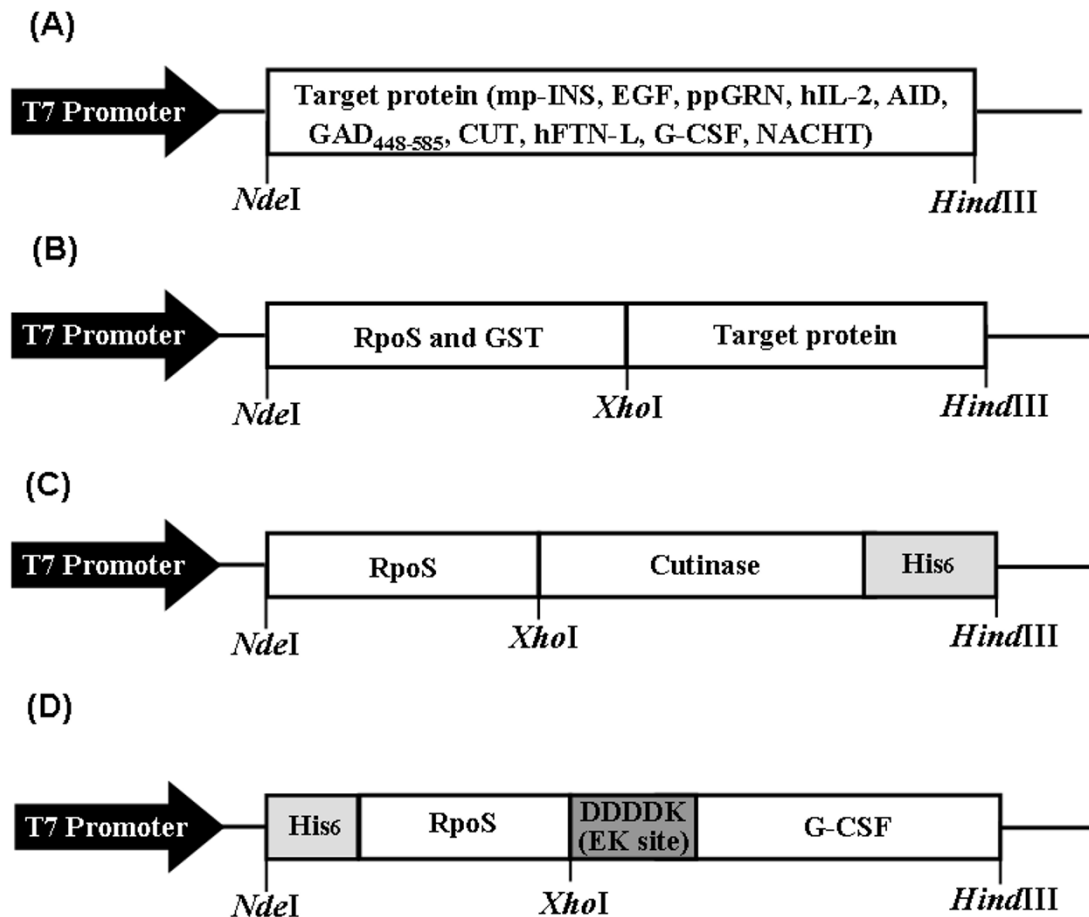 (A)
T7 Promoter
Target protein (mp-INS, EGF, ppGRN, hIL-2, AID,
GAD448-585, CUT, hFTN-L, G-CSF, NACHT)
NdeI
HindIII
(B)
T7 Promoter
RpoS and GST
Target protein
NdeI
XhoI
HindIII
(C)
T7 Promoter
RpoS
Cutinase
His6
NdeI
XhoI
HindIII
(D)
T7 Promoter
His6
RpoS
DDDDK
(EK site)
G-CSF
NdeI
XhoI
HindIII